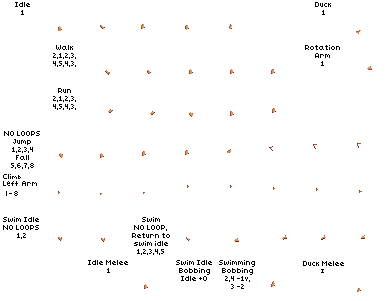 Idle
1
Duck
1
Walk
2,1,2,3,
4,5,4,3,
Rotation
Arm
1
Run
2,1,2,3,
4,5,4,3,
NO LOOPS
Jump
1,2,3,4
Fall
5,6,7,8
Climb
Left Arm
1-8
Swim Idle
NO LOOPS
1,2
Swim
NO LOOP,
Return to
swim idle
1,2,3,4,5
Swim Idle
Bobbing
Idle +0
Swimming
Bobbing
2,4 -1v,
3 -2
Idle Melee
1
Duck Melee
1